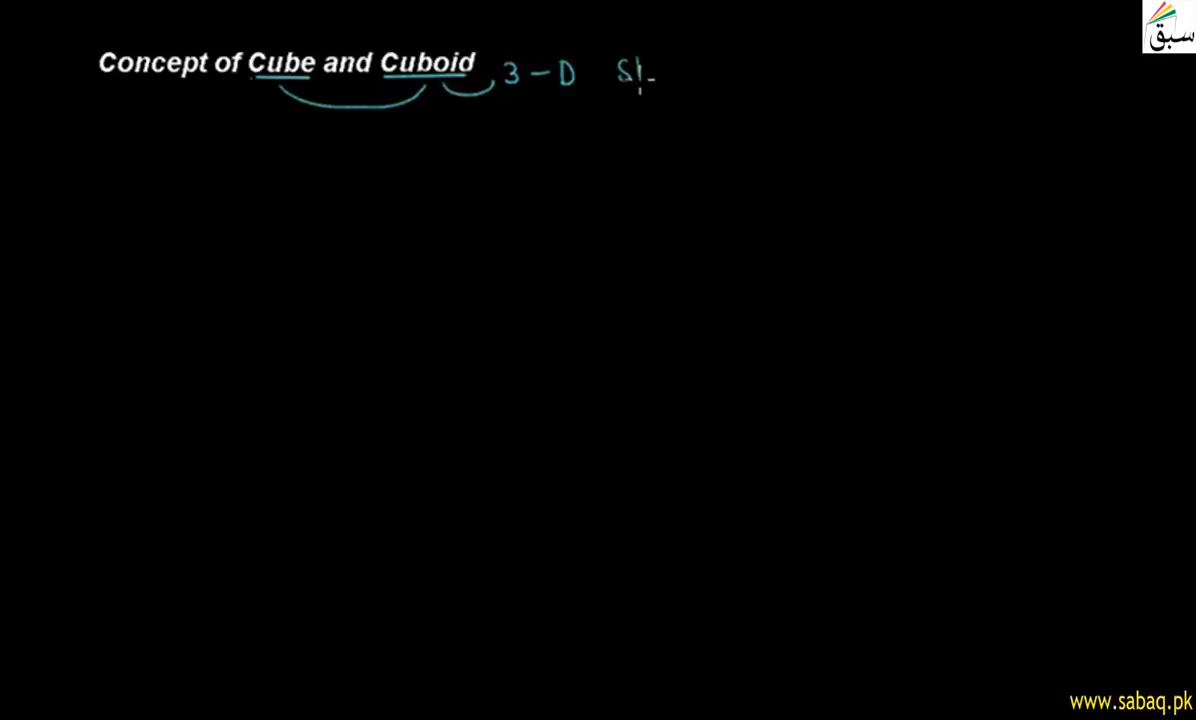 Concept of Cube and Cuboid 3-D
سبق
www.sabaq.pk